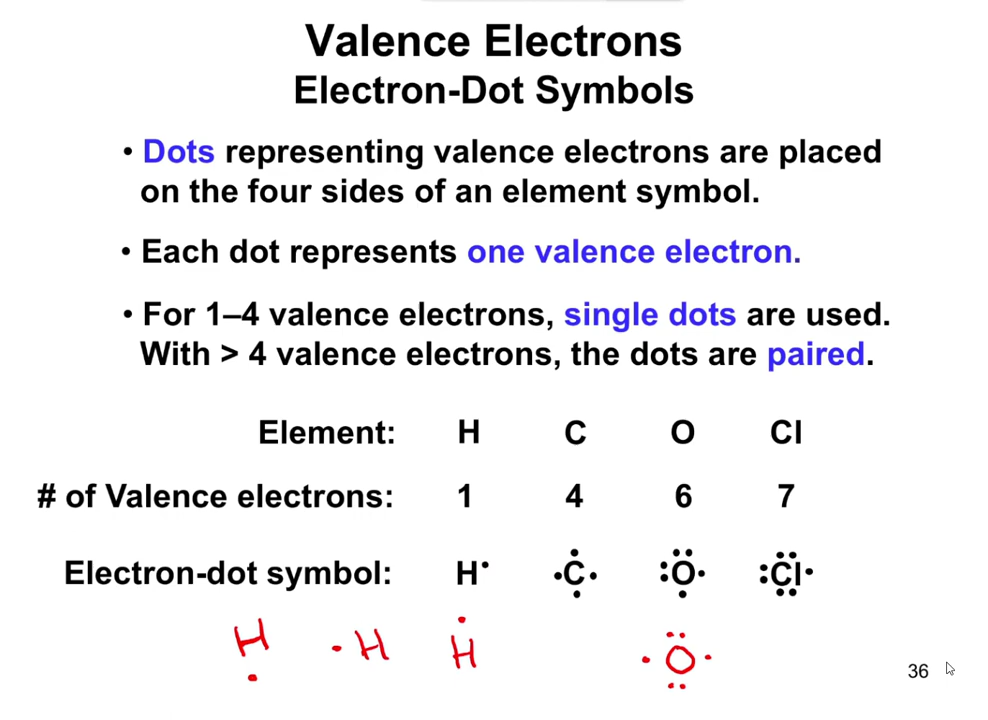 Valence Electrons
Electron-Dot Symbols
• Dots representing valence electrons are placed
on the four sides of an element symbol.
• Each dot represents one valence electron.
• For 1–4 valence electrons, single dots are used.
With > 4 valence electrons, the dots are paired.
Element: H C O Cl
# of Valence electrons: 1 4 6 7
Electron-dot symbol: H C O Cl
H H H O
36